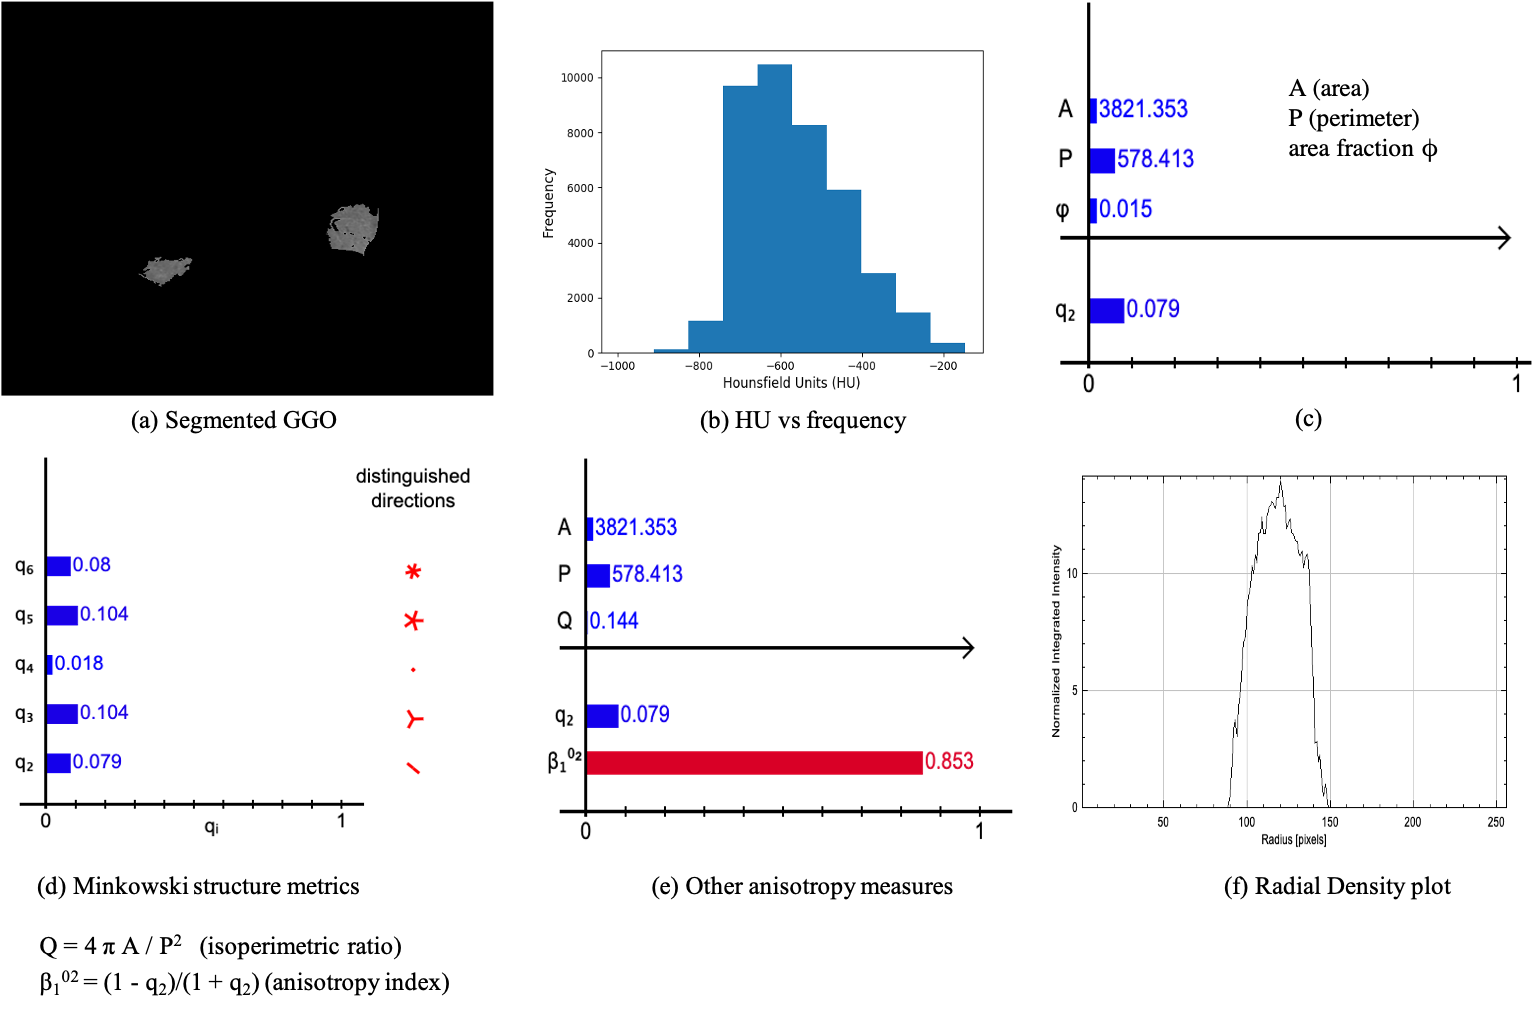 10000
8000
6000
4000
2000
0
Frequency
−1000
−800
−600
−400
−200
Hounsfield Units (HU)
A
3821.353
P
578.413
φ
0.015
q₂
0.079
0
1
A (area)
P (perimeter)
area fraction ϕ
(a) Segmented GGO
(b) HU vs frequency
(c)
distinguished
directions
q₆
0.08
q₅
0.104
q₄
0.018
q₃
0.104
q₂
0.079
0
qᵢ
1
A
3821.353
P
578.413
Q
0.144
q₂
0.079
β₁⁰²
0.853
0
1
Normalized Integrated Intensity
10
5
0
50
100
150
200
250
Radius [pixels]
(d) Minkowski structure metrics
(e) Other anisotropy measures
(f) Radial Density plot
Q = 4 π A / P² (isoperimetric ratio)
β₁⁰² = (1 - q₂)/(1 + q₂) (anisotropy index)